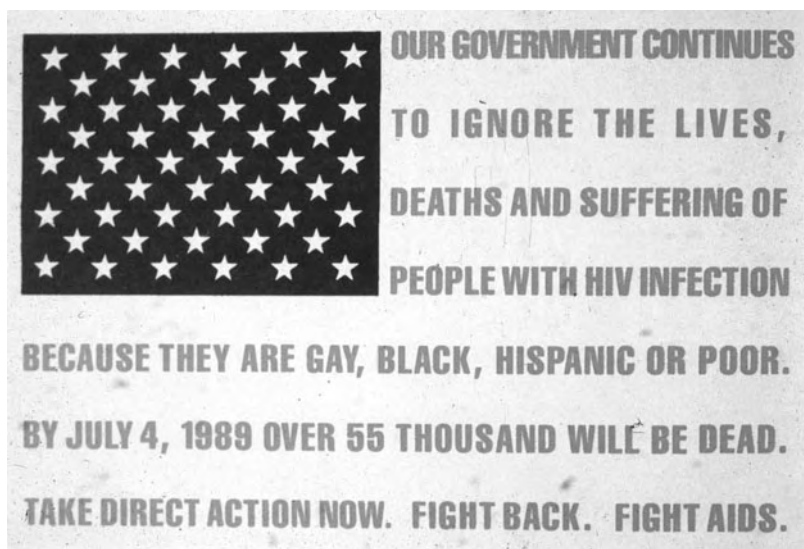 OUR GOVERNMENT CONTINUES
TO IGNORE THE LIVES,
DEATHS AND SUFFERING OF
PEOPLE WITH HIV INFECTION
BECAUSE THEY ARE GAY, BLACK, HISPANIC OR POOR.
BY JULY 4, 1989 OVER 55 THOUSAND WILL BE DEAD.
TAKE DIRECT ACTION NOW. FIGHT BACK. FIGHT AIDS.